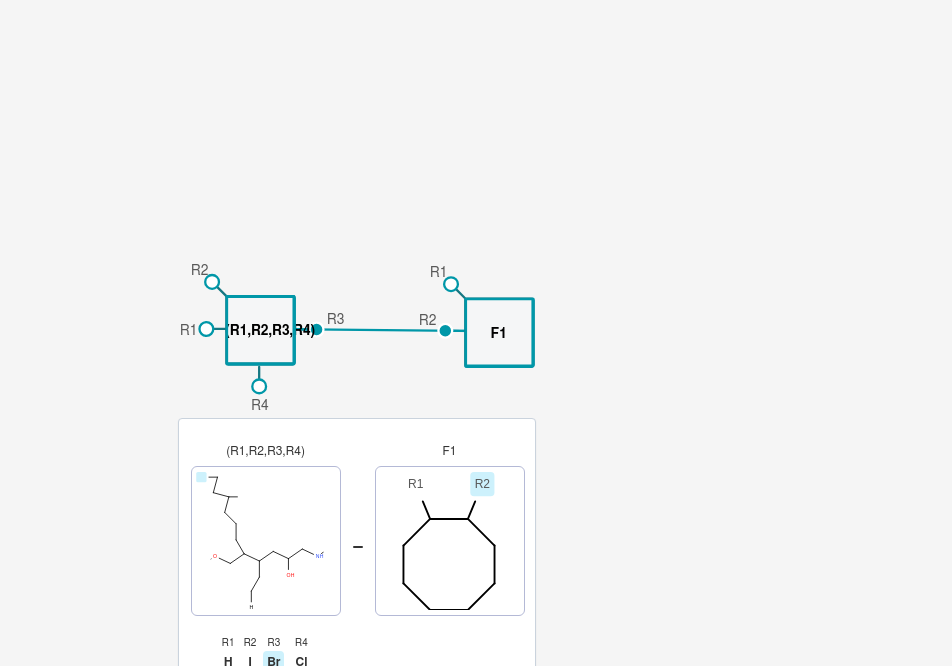 R2
R1
R1
(R1,R2,R3,R4)
R3
R2
F1
R4
(R1,R2,R3,R4)
F1
R1
R2
OH
H
R1 R2 R3 R4
H I Br Cl